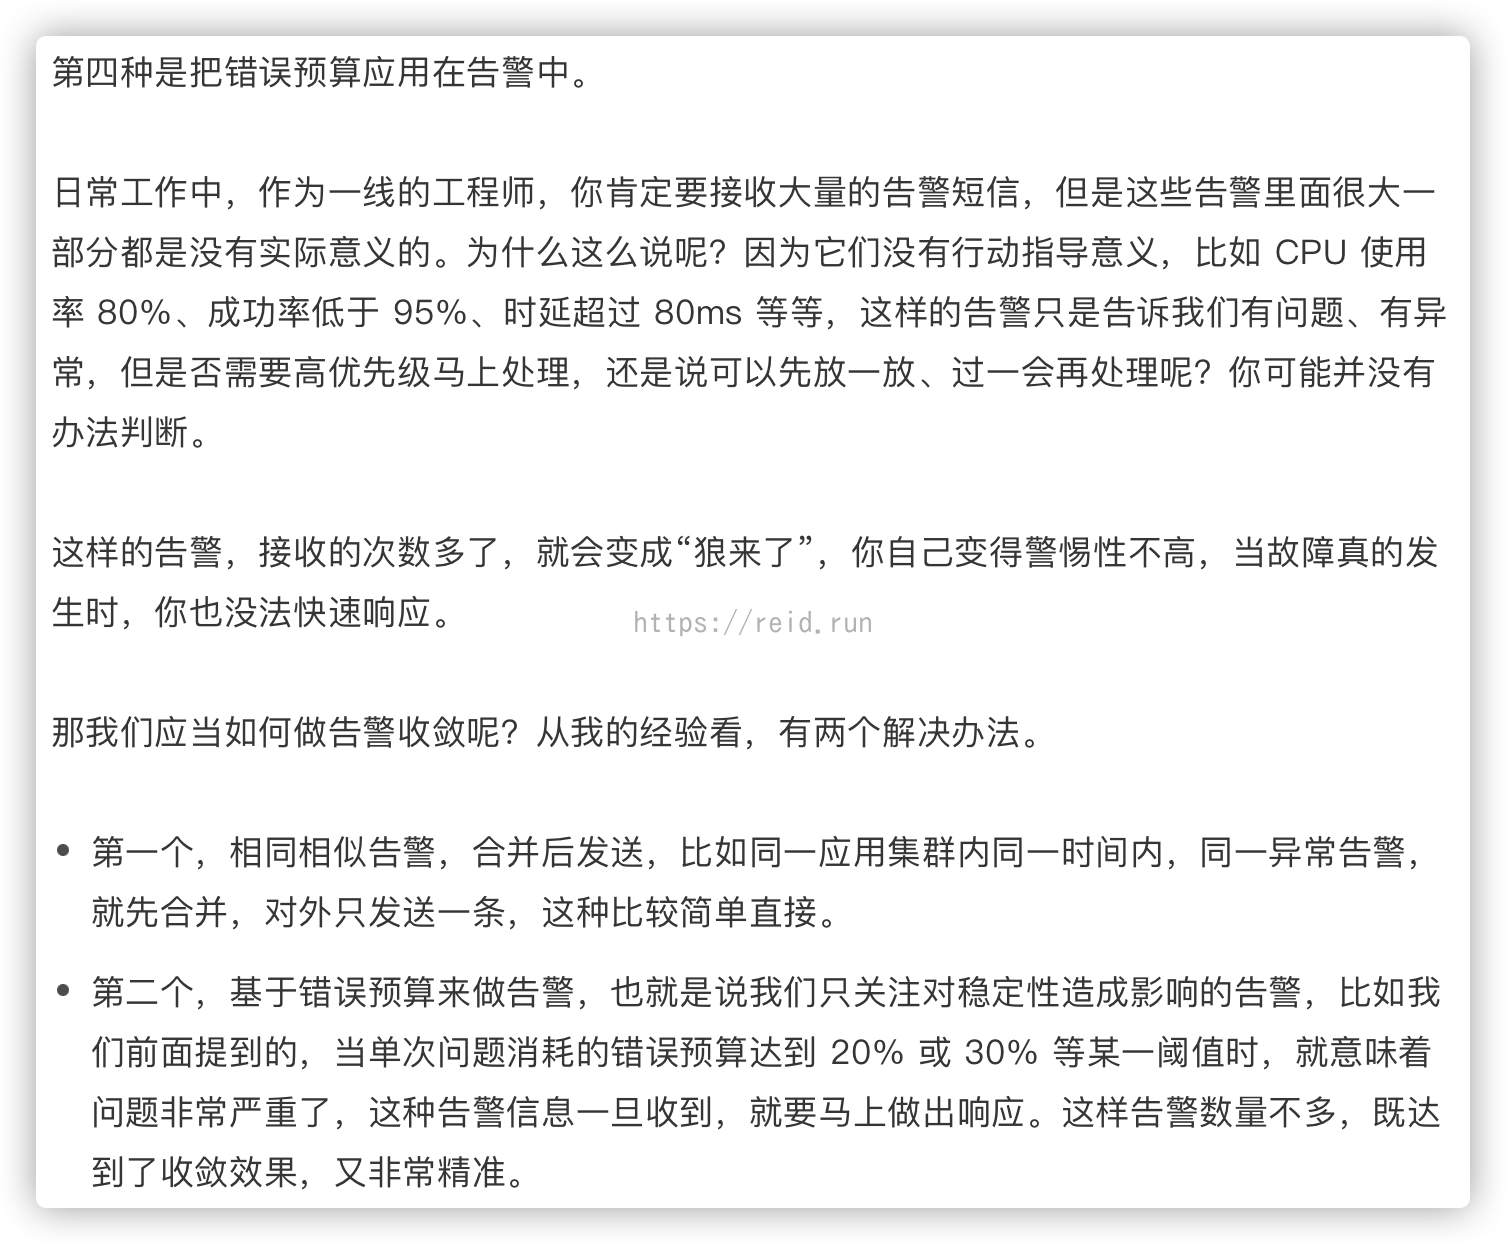 第四种是把错误预算应用在告警中。
日常工作中，作为一线的工程师，你肯定要接收大量的告警短信，但是这些告警里面很大一
部分都是没有实际意义的。为什么这么说呢？因为它们没有行动指导意义，比如 CPU 使用
率 80%、成功率低于 95%、时延超过 80ms 等等，这样的告警只是告诉我们有问题、有异
常，但是否需要高优先级马上处理，还是说可以先放一放、过一会再处理呢？你可能并没有
办法判断。
这样的告警，接收的次数多了，就会变成“狼来了”，你自己变得警惕性不高，当故障真的发
生时，你也没法快速响应。
https://reid.run
那我们应当如何做告警收敛呢？从我的经验看，有两个解决办法。
• 第一个，相同相似告警，合并后发送，比如同一应用集群内同一时间内，同一异常告警，
就先合并，对外只发送一条，这种比较简单直接。
• 第二个，基于错误预算来做告警，也就是说我们只关注对稳定性造成影响的告警，比如我
们前面提到的，当单次问题消耗的错误预算达到 20% 或 30% 等某一阈值时，就意味着
问题非常严重了，这种告警信息一旦收到，就要马上做出响应。这样告警数量不多，既达
到了收敛效果，又非常精准。